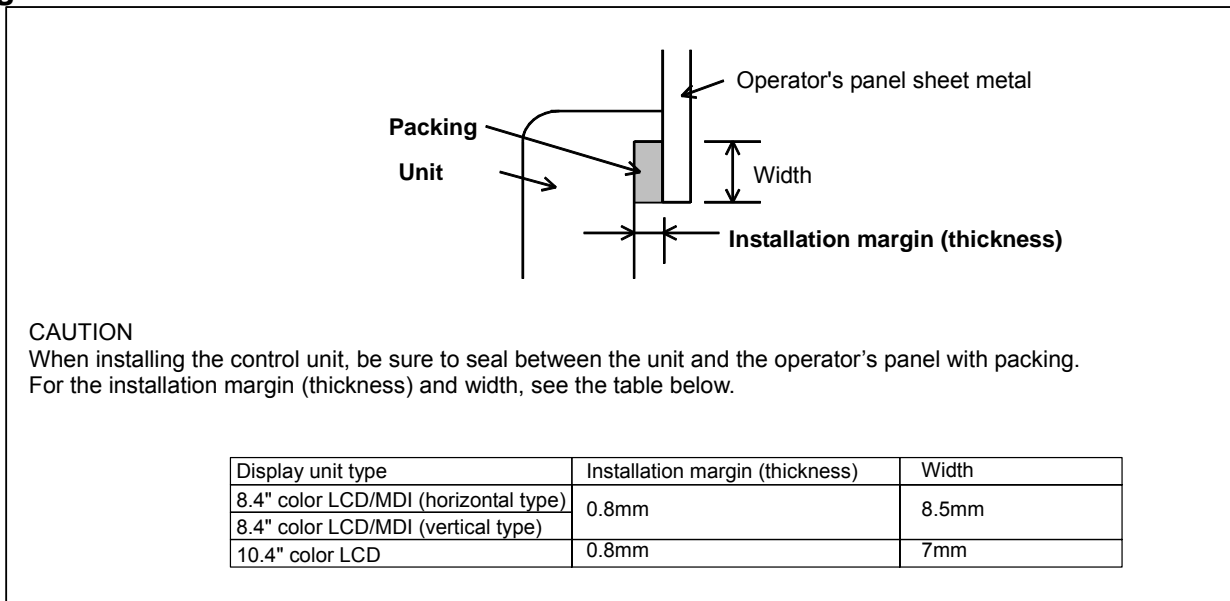 g
Operator's panel sheet metal
Packing
Unit
Width
Installation margin (thickness)
CAUTION
When installing the control unit, be sure to seal between the unit and the operator’s panel with packing.
For the installation margin (thickness) and width, see the table below.
Display unit type Installation margin (thickness) Width
8.4" color LCD/MDI (horizontal type) 0.8mm 8.5mm
8.4" color LCD/MDI (vertical type)
10.4" color LCD 0.8mm 7mm